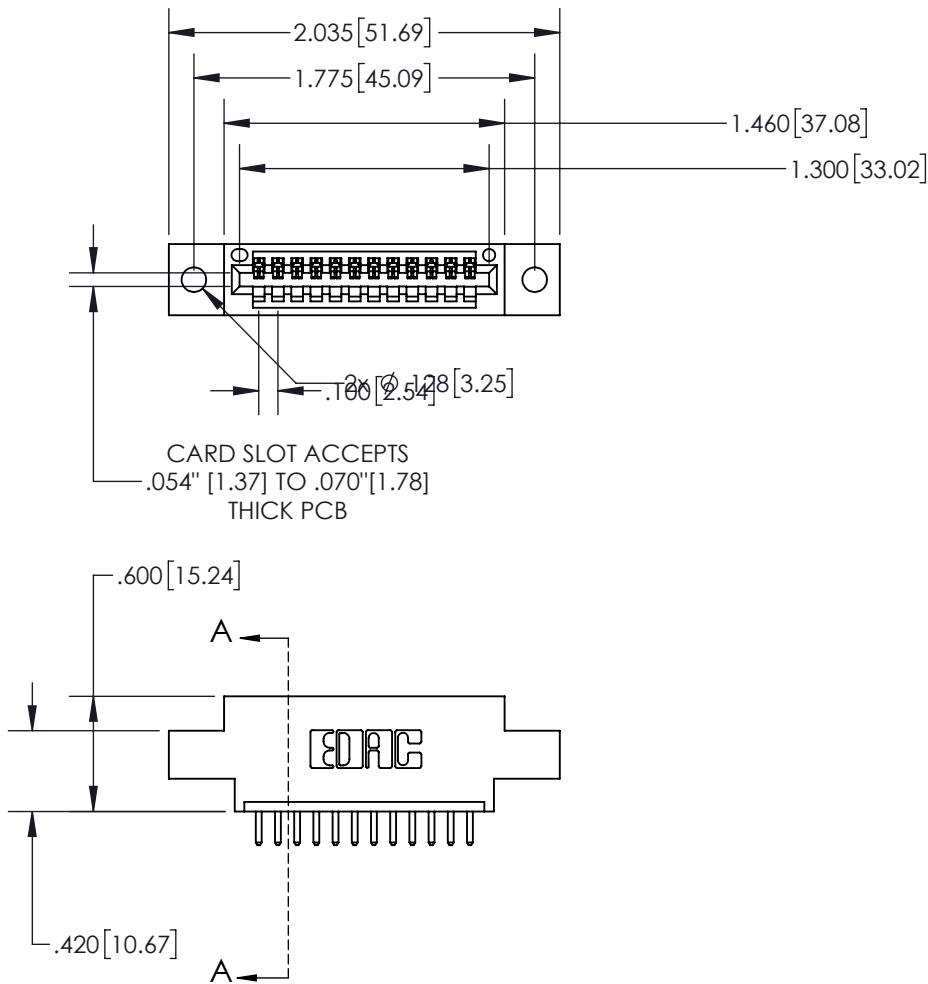 2.035[51.69]
1.775[45.09]
1.460[37.08]
1.300[33.02]
2x Ø .128[3.25]
.100[2.54]
CARD SLOT ACCEPTS
.054" [1.37] TO .070"[1.78]
THICK PCB
.600[15.24]
A
EDAC
.420[10.67]
A